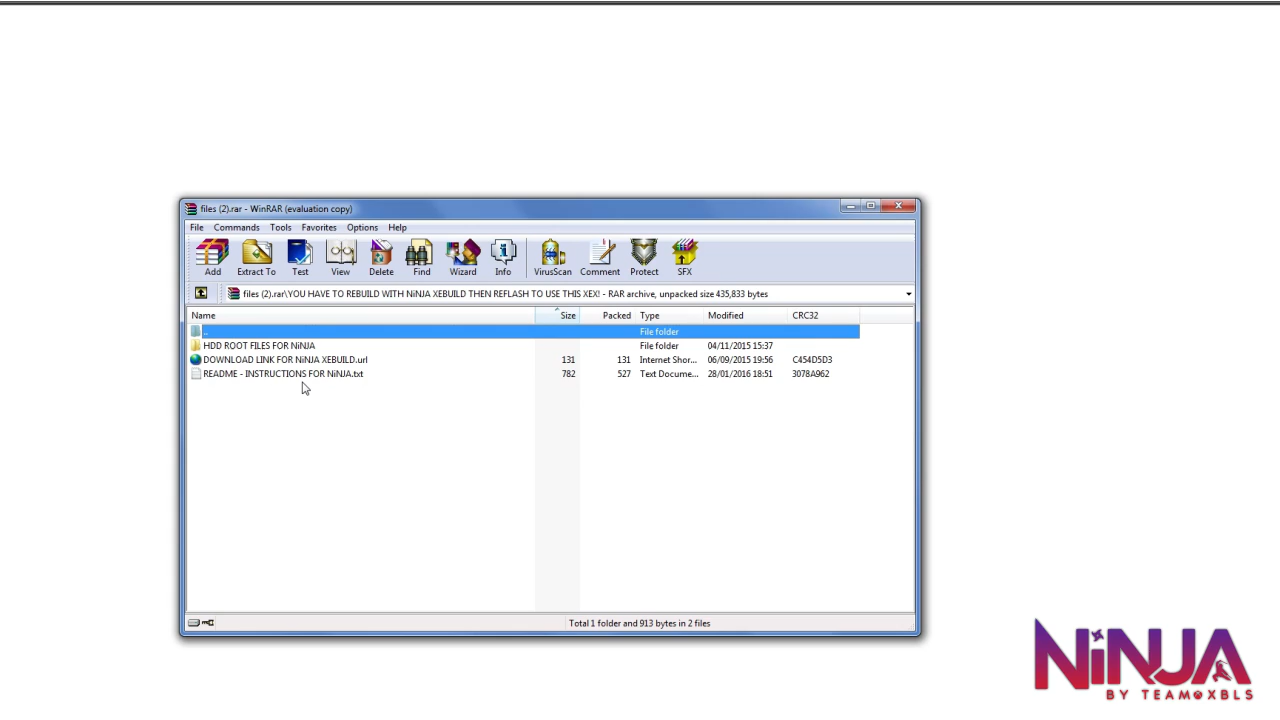 files (2).rar - WinRAR (evaluation copy)
File Commands Tools Favorites Options Help
Add Extract To Test View Delete Find Wizard Info VirusScan Comment Protect SFX
files (2).rar\YOU HAVE TO REBUILD WITH NiNJA XEBUILD THEN REFLASH TO USE THIS XEX! - RAR archive, unpacked size 435,833 bytes
Name Size Packed Type Modified CRC32
.. File folder
HDD ROOT FILES FOR NiNJA File folder 04/11/2015 15:37
DOWNLOAD LINK FOR NiNJA XEBUILD.url 131 131 Internet Shor... 06/09/2015 19:56 C454D5D3
README - INSTRUCTIONS FOR NiNJA.txt 782 527 Text Docume... 28/01/2016 18:51 3078A962
Total 1 folder and 913 bytes in 2 files
NiNJA
BY TEAMXBLS